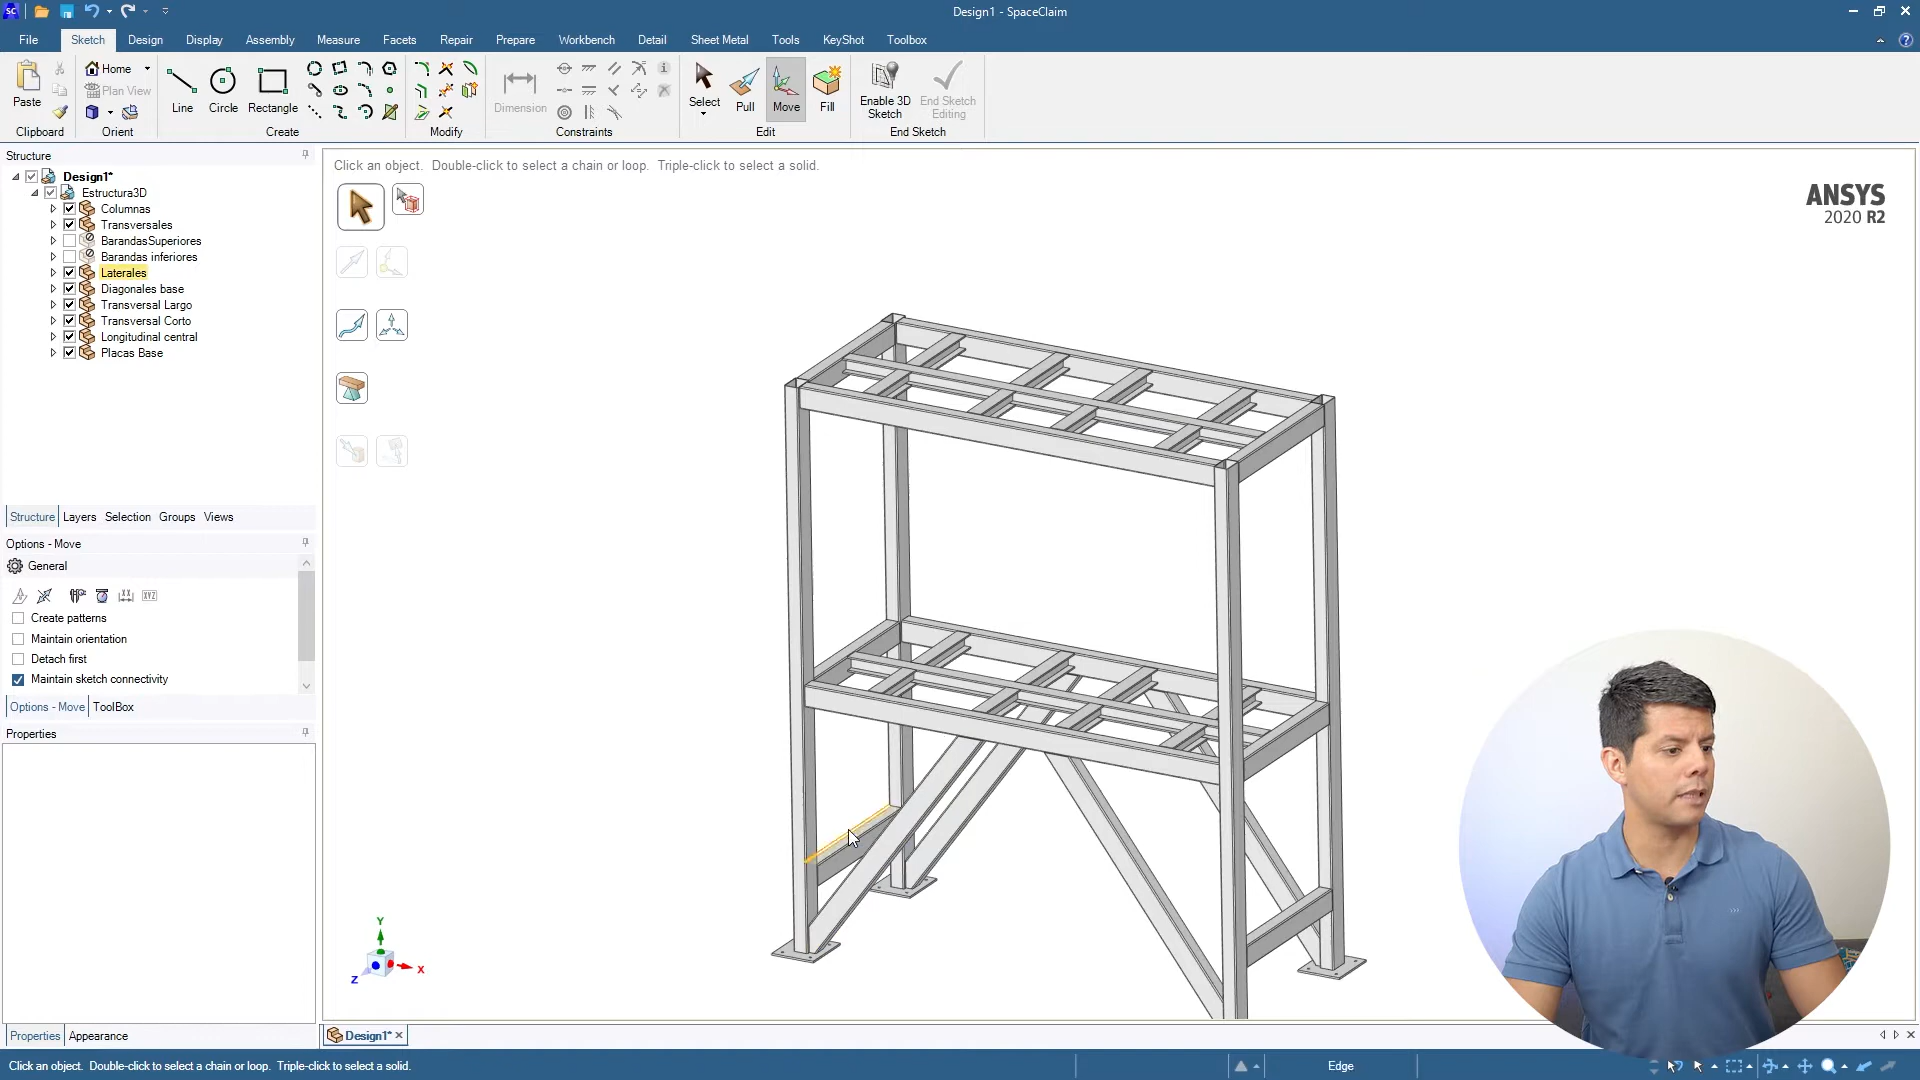 Design1 - SpaceClaim
SC
File Sketch Design Display Assembly Measure Facets Repair Prepare Workbench Detail Sheet Metal Tools KeyShot Toolbox
Paste
Home
Plan View
Line Circle Rectangle
Dimension
Select Pull Move Fill
Enable 3D Sketch
End Sketch Editing
Clipboard Orient Create Modify Constraints Edit End Sketch
Structure
Design1*
Estructura3D
Columnas
Transversales
BarandasSuperiores
Barandas inferiores
Laterales
Diagonales base
Transversal Largo
Transversal Corto
Longitudinal central
Placas Base
Structure Layers Selection Groups Views
Options - Move
General
Create patterns
Maintain orientation
Detach first
Maintain sketch connectivity
Options - Move ToolBox
Properties
Properties Appearance
Click an object. Double-click to select a chain or loop. Triple-click to select a solid.
ANSYS
2020 R2
Y
X
Z
Design1*
Click an object. Double-click to select a chain or loop. Triple-click to select a solid.
Edge